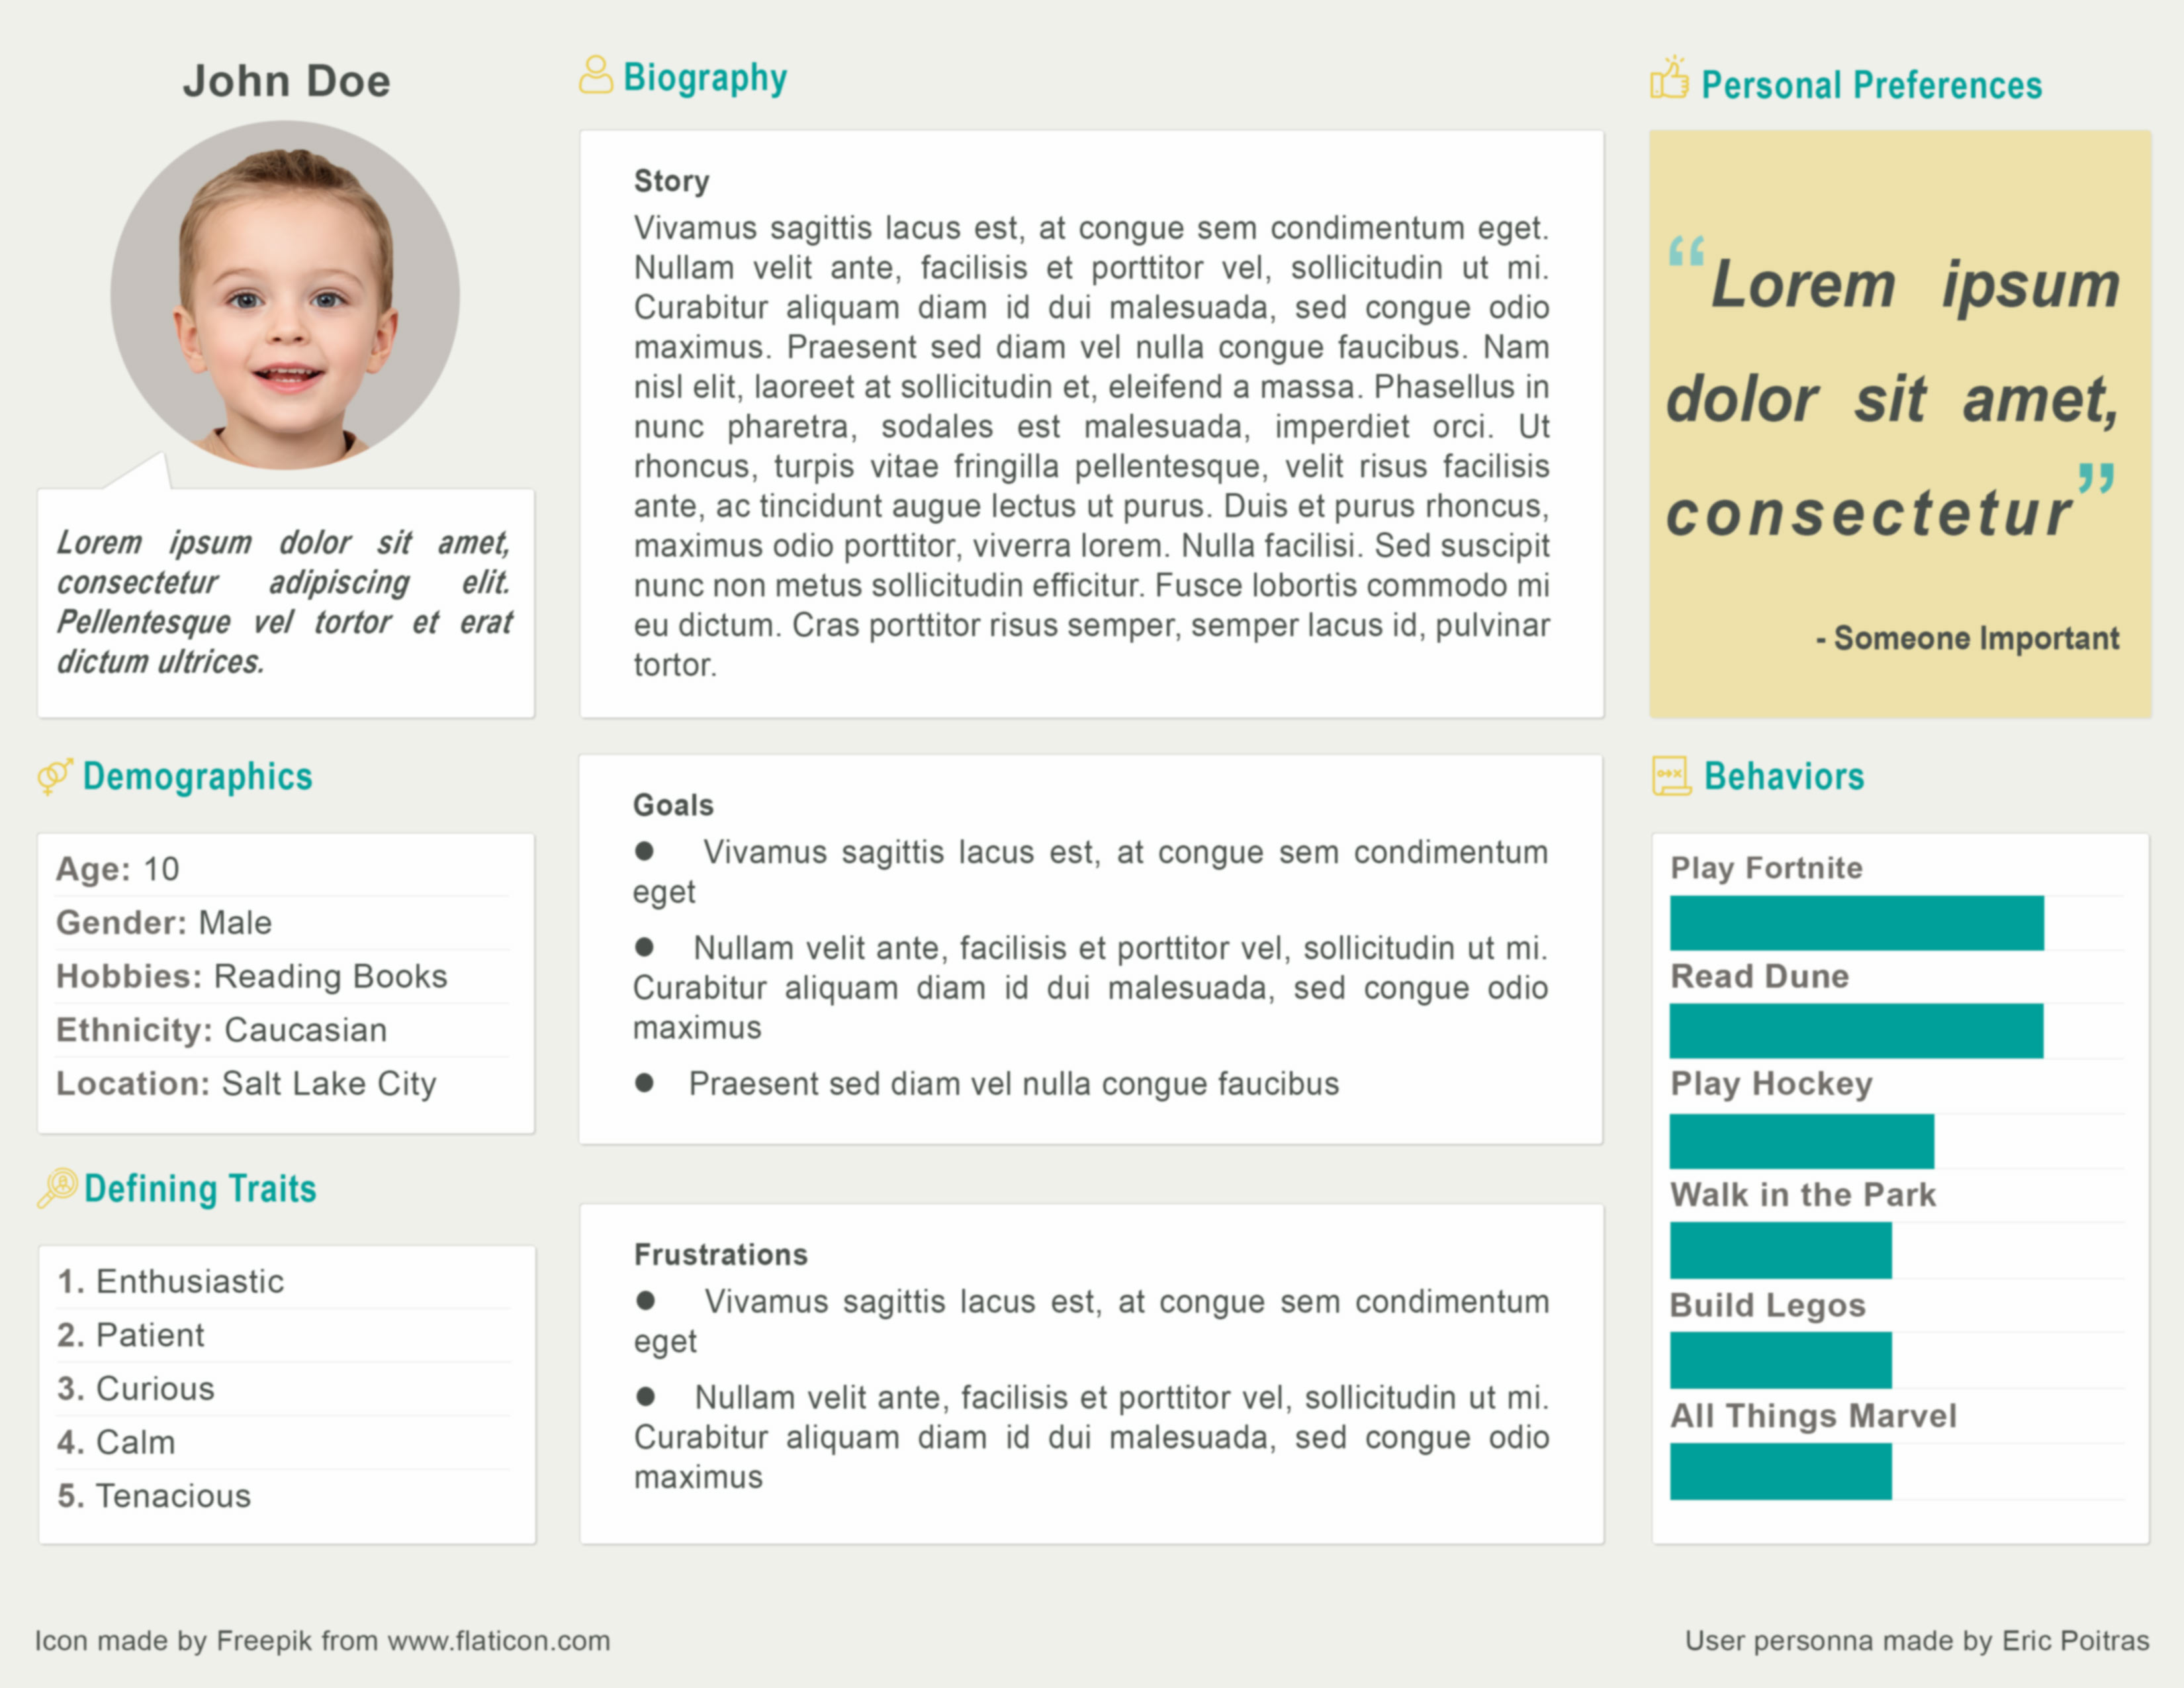 John Doe
Lorem ipsum dolor sit amet,
consectetur adipiscing elit.
Pellentesque vel tortor et erat
dictum ultrices.
Demographics
Age: 10
Gender: Male
Hobbies: Reading Books
Ethnicity: Caucasian
Location: Salt Lake City
Defining Traits
1. Enthusiastic
2. Patient
3. Curious
4. Calm
5. Tenacious
Biography
Story
Vivamus sagittis lacus est, at congue sem condimentum eget.
Nullam velit ante, facilisis et porttitor vel, sollicitudin ut mi.
Curabitur aliquam diam id dui malesuada, sed congue odio
maximus. Praesent sed diam vel nulla congue faucibus. Nam
nisl elit, laoreet at sollicitudin et, eleifend a massa. Phasellus in
nunc pharetra, sodales est malesuada, imperdiet orci. Ut
rhoncus, turpis vitae fringilla pellentesque, velit risus facilisis
ante, ac tincidunt augue lectus ut purus. Duis et purus rhoncus,
maximus odio porttitor, viverra lorem. Nulla facilisi. Sed suscipit
nunc non metus sollicitudin efficitur. Fusce lobortis commodo mi
eu dictum. Cras porttitor risus semper, semper lacus id, pulvinar
tortor.
Goals
● Vivamus sagittis lacus est, at congue sem condimentum
eget
● Nullam velit ante, facilisis et porttitor vel, sollicitudin ut mi.
Curabitur aliquam diam id dui malesuada, sed congue odio
maximus
● Praesent sed diam vel nulla congue faucibus
Frustrations
● Vivamus sagittis lacus est, at congue sem condimentum
eget
● Nullam velit ante, facilisis et porttitor vel, sollicitudin ut mi.
Curabitur aliquam diam id dui malesuada, sed congue odio
maximus
Personal Preferences
“Lorem ipsum
dolor sit amet,
consectetur”
- Someone Important
Behaviors
Play Fortnite
Read Dune
Play Hockey
Walk in the Park
Build Legos
All Things Marvel
Icon made by Freepik from www.flaticon.com
User personna made by Eric Poitras